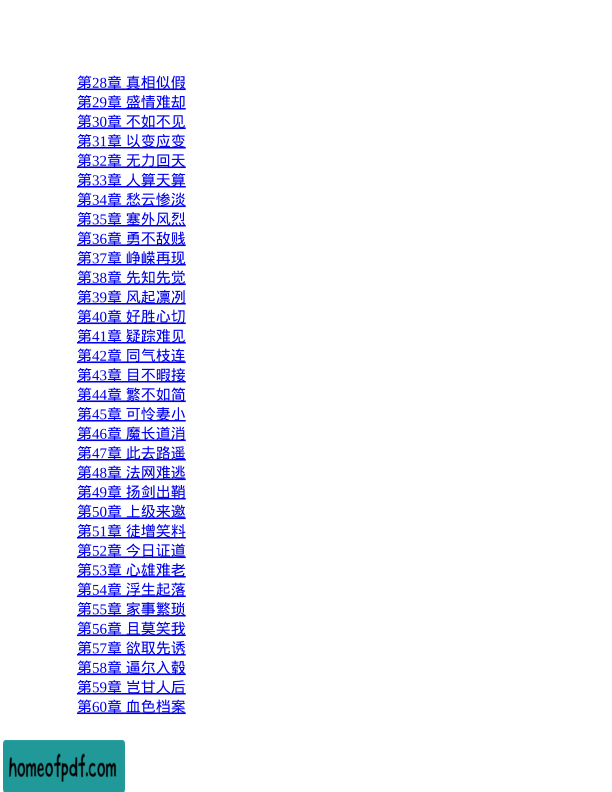 第28章 真相似假
第29章 盛情难却
第30章 不如不见
第31章 以变应变
第32章 无力回天
第33章 人算天算
第34章 愁云惨淡
第35章 塞外风烈
第36章 勇不敌贱
第37章 峥嵘再现
第38章 先知先觉
第39章 风起凛冽
第40章 好胜心切
第41章 疑踪难见
第42章 同气枝连
第43章 目不暇接
第44章 繁不如简
第45章 可怜妻小
第46章 魔长道消
第47章 此去路遥
第48章 法网难逃
第49章 扬剑出鞘
第50章 上级来邀
第51章 徒增笑料
第52章 今日证道
第53章 心雄难老
第54章 浮生起落
第55章 家事繁琐
第56章 且莫笑我
第57章 欲取先诱
第58章 逼尔入毂
第59章 岂甘人后
第60章 血色档案
homeofpdf.com